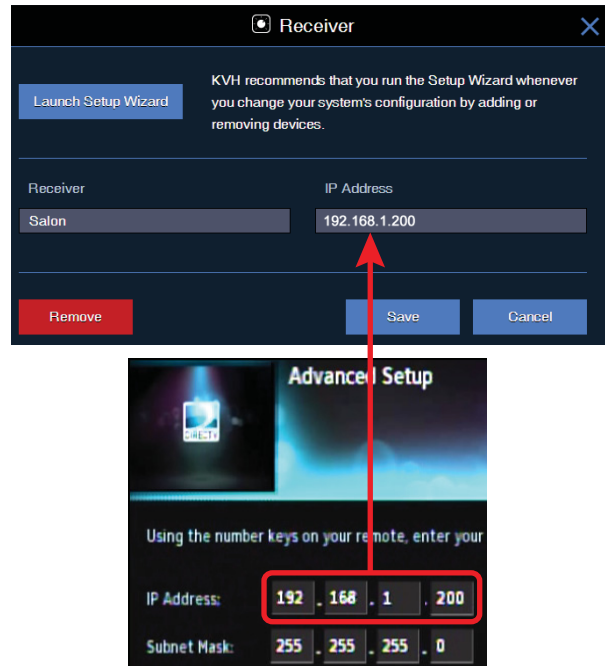 Receiver
Launch Setup Wizard
KVH recommends that you run the Setup Wizard whenever
you change your system's configuration by adding or
removing devices.
Receiver
IP Address
Salon
192.168.1.200
Remove
Save
Cancel
Advanced Setup
DIRECTV
Using the number keys on your remote, enter your
IP Address: 192 . 168 . 1 . 200
Subnet Mask: 255 . 255 . 255 . 0